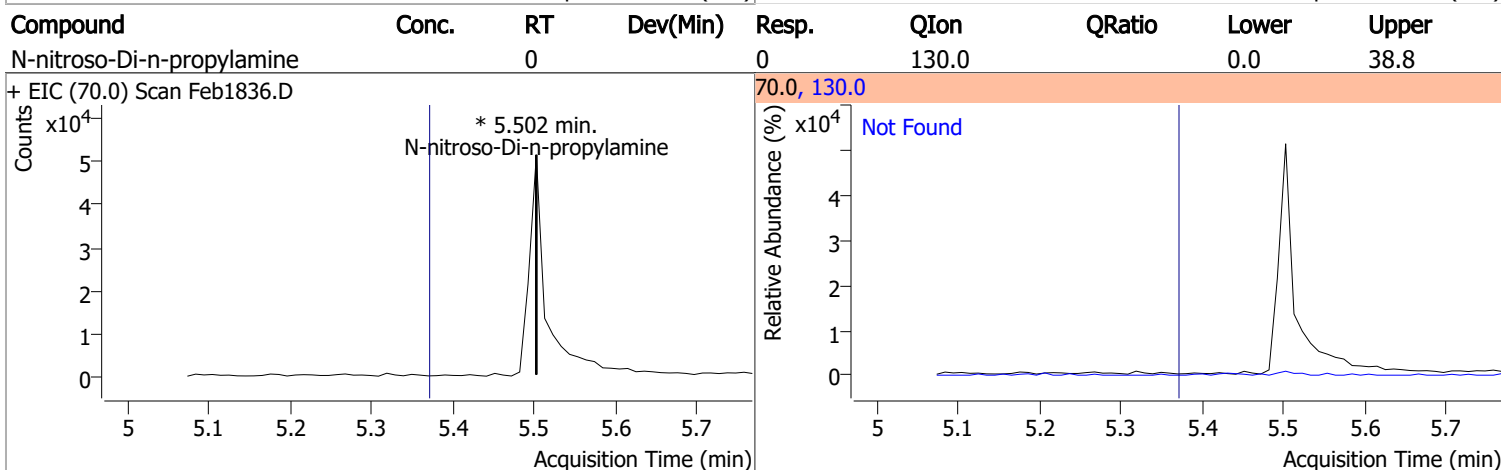 Compound Conc. RT Dev(Min) Resp. QIon QRatio Lower Upper
N-nitroso-Di-n-propylamine 0 0 130.0 0.0 38.8
+ EIC (70.0) Scan Feb1836.D
Counts
x10⁴
* 5.502 min.
N-nitroso-Di-n-propylamine
5
4
3
2
1
0
5 5.1 5.2 5.3 5.4 5.5 5.6 5.7
Acquisition Time (min)
70.0, 130.0
Relative Abundance (%)
x10⁴
Not Found
4
3
2
1
0
5 5.1 5.2 5.3 5.4 5.5 5.6 5.7
Acquisition Time (min)